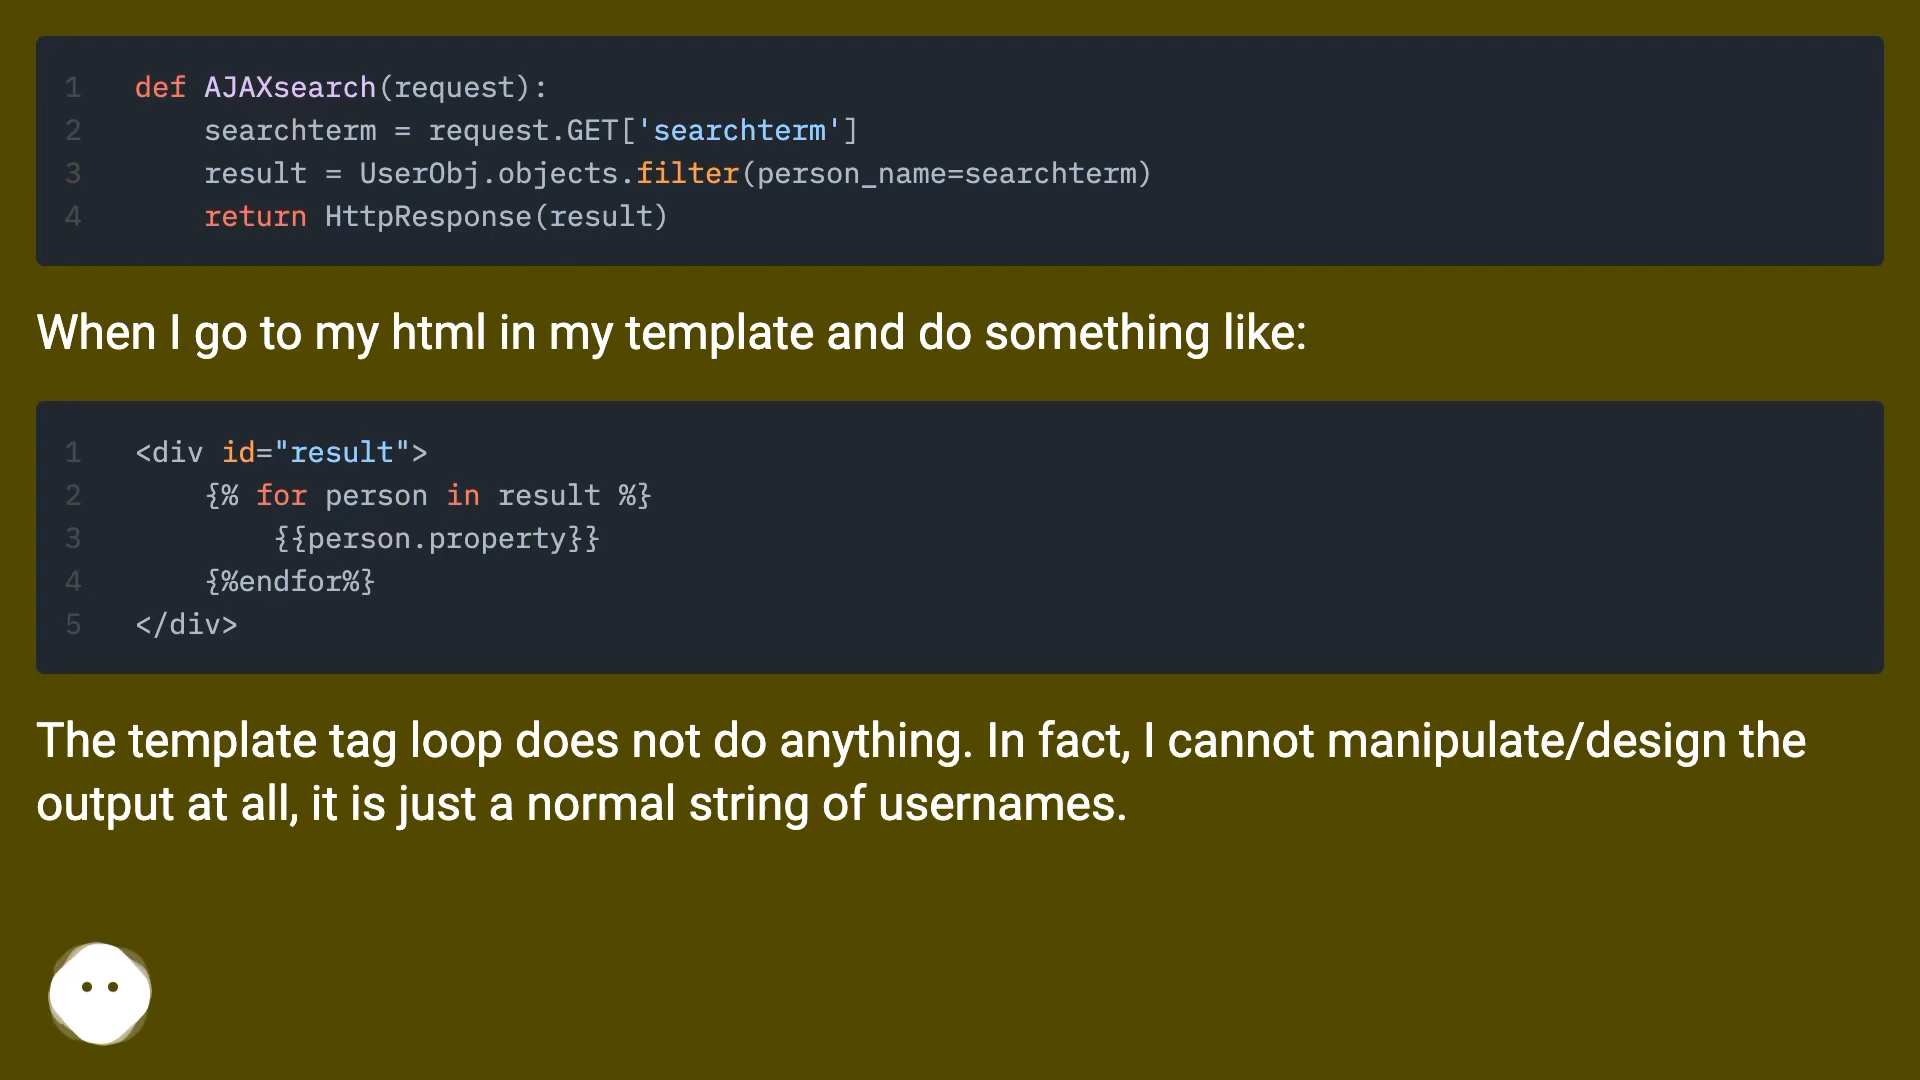 1 def AJAXsearch(request):
2 searchterm = request.GET['searchterm']
3 result = UserObj.objects.filter(person_name=searchterm)
4 return HttpResponse(result)
When I go to my html in my template and do something like:
1 <div id="result">
2 {% for person in result %}
3 {{person.property}}
4 {%endfor%}
5 </div>
The template tag loop does not do anything. In fact, I cannot manipulate/design the
output at all, it is just a normal string of usernames.